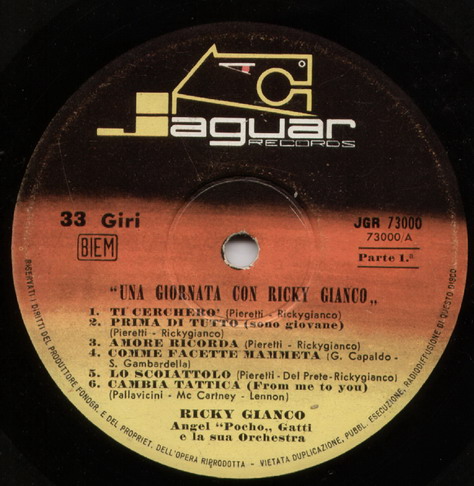 Jaguar
RECORDS
33 Giri
BIEM
JGR 73000
73000/A
Parte 1.ª
"UNA GIORNATA CON RICKY GIANCO„
1. TI CERCHERO' (Pieretti - Rickygianco)
2. PRIMA DI TUTTO (sono giovane)
(Pieretti - Rickygianco)
3. AMORE RICORDA (Pieretti - Rickygianco)
4. COMME FACETTE MAMMETA (G. Capaldo -
S. Gambardella)
5. LO SCOIATTOLO (Pieretti - Del Prete-Rickygianco)
6. CAMBIA TATTICA (From me to you)
(Pallavicini - Mc Cartney - Lennon)
RICKY GIANCO
Angel "Pocho„ Gatti
e la sua Orchestra
RISERVATI I DIRITTI DEL PRODUTTORE FONOGR. E DEL PROPRIET. DELL'OPERA RIPRODOTTA - VIETATA DUPLICAZIONE, PUBBL. ESECUZIONE, RADIODIFFUSIONE DI QUESTO DISCO